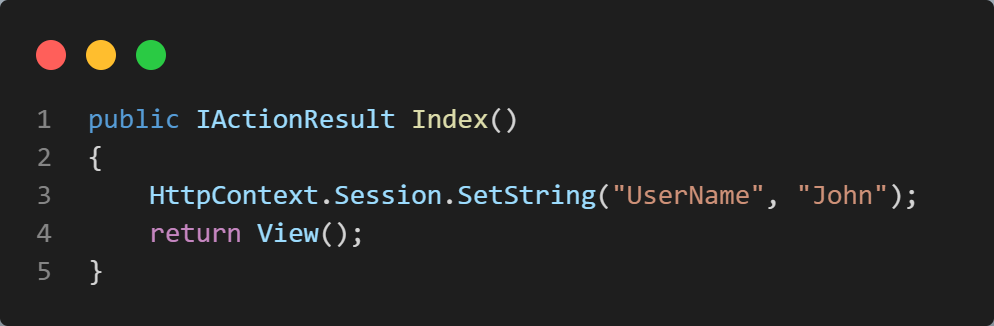 1 public IActionResult Index()
2 {
3     HttpContext.Session.SetString("UserName", "John");
4     return View();
5 }